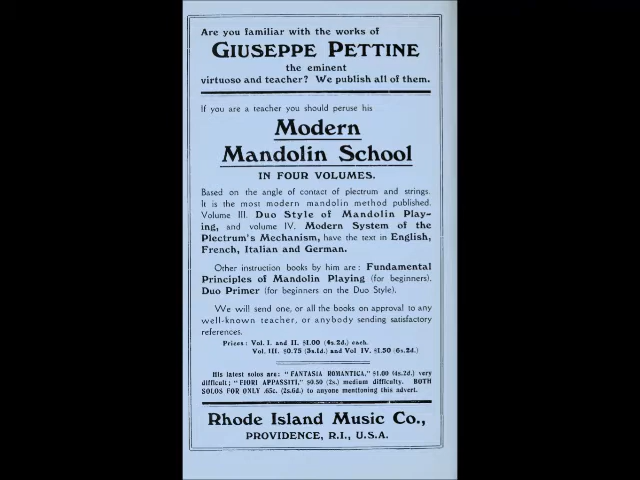 Are you familiar with the works of
GIUSEPPE PETTINE
the eminent
virtuoso and teacher? We publish all of them.
If you are a teacher you should peruse his
Modern
Mandolin School
IN FOUR VOLUMES.
Based on the angle of contact of plectrum and strings.
It is the most modern mandolin method published.
Volume III. Duo Style of Mandolin Play-
ing, and volume IV. Modern System of the
Plectrum's Mechanism, have the text in English,
French, Italian and German.
Other instruction books by him are: Fundamental
Principles of Mandolin Playing (for beginners),
Duo Primer (for beginners on the Duo Style).
We will send one, or all the books on approval to any
well-known teacher, or anybody sending satisfactory
references.
Prices: Vol. I. and II. $1.00 (4s.2d.) each.
Vol. III. $0.75 (3s.1d.) and Vol IV. $1.50 (6s.2d.)
His latest solos are: "FANTASIA ROMANTICA," $1.00 (4s.2d.) very
difficult; "FIORI APPASSITI," $0.50 (2s.) medium difficulty. BOTH
SOLOS FOR ONLY .65c. (2s.6d.) to anyone mentioning this advert.
Rhode Island Music Co.,
PROVIDENCE, R.I., U.S.A.